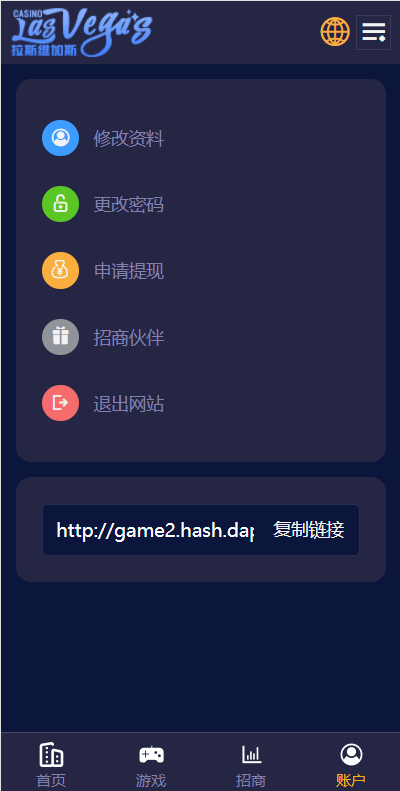 CASINO
Las Vegas
拉斯维加斯
修改资料
更改密码
申请提现
招商伙伴
退出网站
http://game2.hash.dap
复制链接
首页
游戏
招商
账户